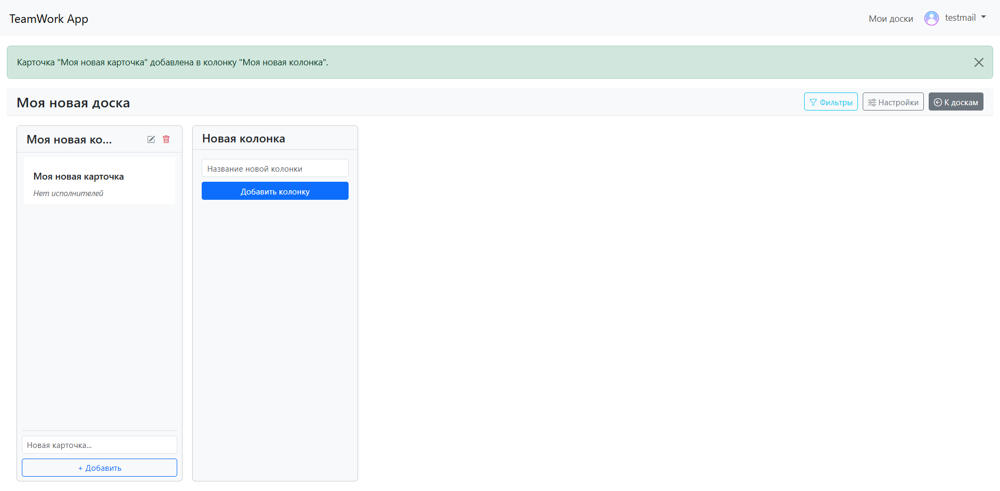 TeamWork App
Мои доски
testmail
Карточка "Моя новая карточка" добавлена в колонку "Моя новая колонка".
Моя новая доска
Фильтры
Настройки
К доскам
Моя новая ко...
Моя новая карточка
Нет исполнителей
Новая карточка...
+ Добавить
Новая колонка
Название новой колонки
Добавить колонку